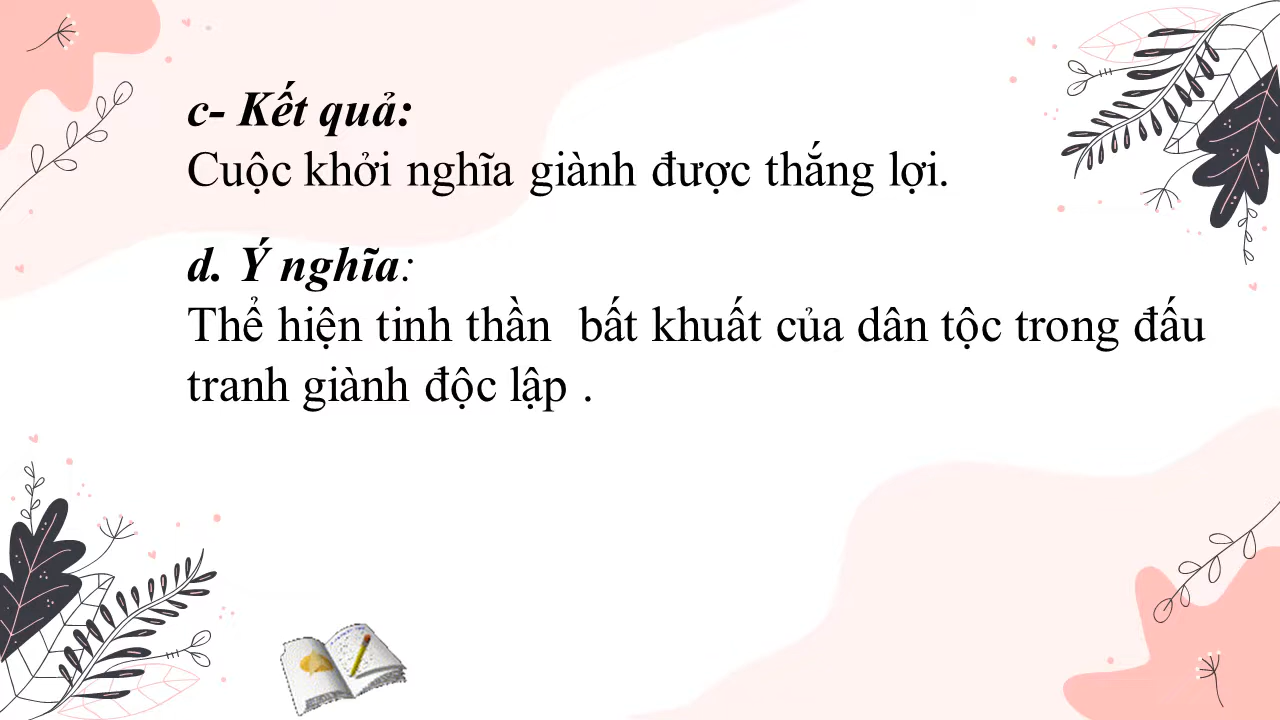 c- Kết quả:
Cuộc khởi nghĩa giành được thắng lợi.
d. Ý nghĩa:
Thể hiện tinh thần  bất khuất của dân tộc trong đấu
tranh giành độc lập .